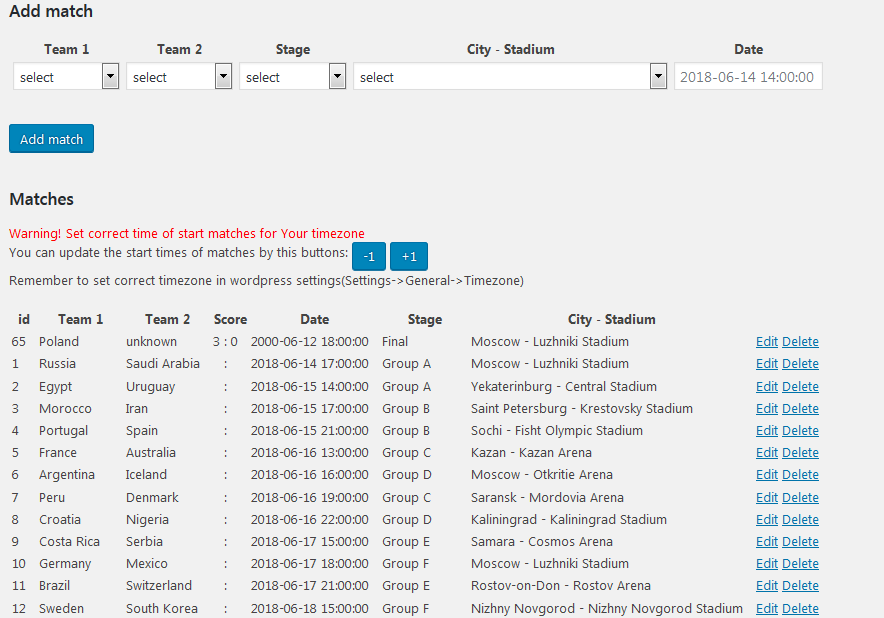 Add match
Team 1 Team 2 Stage City - Stadium Date
select select select select 2018-06-14 14:00:00
Add match
Matches
Warning! Set correct time of start matches for Your timezone
You can update the start times of matches by this buttons: -1 +1
Remember to set correct timezone in wordpress settings(Settings->General->Timezone)
id Team 1 Team 2 Score Date Stage City - Stadium
65 Poland unknown 3 : 0 2000-06-12 18:00:00 Final Moscow - Luzhniki Stadium Edit Delete
1 Russia Saudi Arabia : 2018-06-14 17:00:00 Group A Moscow - Luzhniki Stadium Edit Delete
2 Egypt Uruguay : 2018-06-15 14:00:00 Group A Yekaterinburg - Central Stadium Edit Delete
3 Morocco Iran : 2018-06-15 17:00:00 Group B Saint Petersburg - Krestovsky Stadium Edit Delete
4 Portugal Spain : 2018-06-15 21:00:00 Group B Sochi - Fisht Olympic Stadium Edit Delete
5 France Australia : 2018-06-16 13:00:00 Group C Kazan - Kazan Arena Edit Delete
6 Argentina Iceland : 2018-06-16 16:00:00 Group D Moscow - Otkritie Arena Edit Delete
7 Peru Denmark : 2018-06-16 19:00:00 Group C Saransk - Mordovia Arena Edit Delete
8 Croatia Nigeria : 2018-06-16 22:00:00 Group D Kaliningrad - Kaliningrad Stadium Edit Delete
9 Costa Rica Serbia : 2018-06-17 15:00:00 Group E Samara - Cosmos Arena Edit Delete
10 Germany Mexico : 2018-06-17 18:00:00 Group F Moscow - Luzhniki Stadium Edit Delete
11 Brazil Switzerland : 2018-06-17 21:00:00 Group E Rostov-on-Don - Rostov Arena Edit Delete
12 Sweden South Korea : 2018-06-18 15:00:00 Group F Nizhny Novgorod - Nizhny Novgorod Stadium Edit Delete